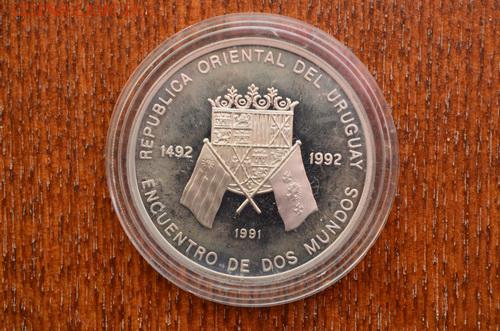 REPUBLICA ORIENTAL DEL URUGUAY
1492 1992
1991
ENCUENTRO DE DOS MUNDOS